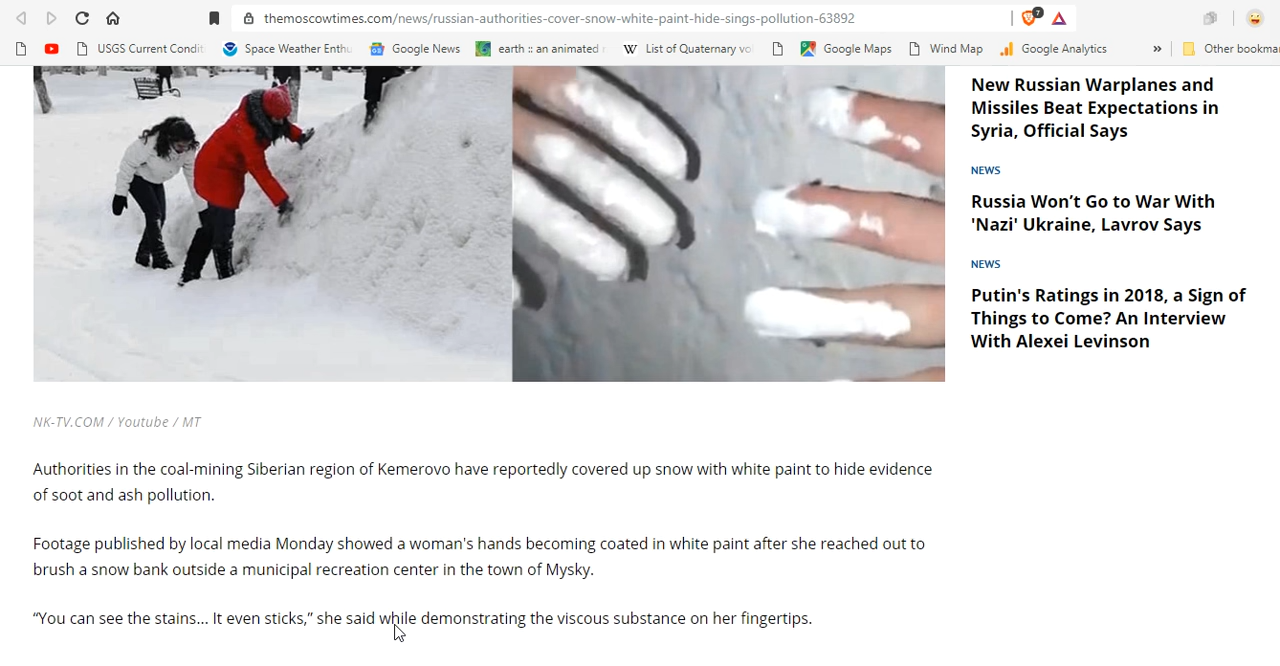 themoscowtimes.com/news/russian-authorities-cover-snow-white-paint-hide-sings-pollution-63892
7
USGS Current Condit
Space Weather Enthu
Google News
earth :: an animated
W List of Quaternary vo
Google Maps
Wind Map
Google Analytics
»
Other bookma
New Russian Warplanes and
Missiles Beat Expectations in
Syria, Official Says
NEWS
Russia Won’t Go to War With
'Nazi' Ukraine, Lavrov Says
NEWS
Putin's Ratings in 2018, a Sign of
Things to Come? An Interview
With Alexei Levinson
NK-TV.COM / Youtube / MT
Authorities in the coal-mining Siberian region of Kemerovo have reportedly covered up snow with white paint to hide evidence
of soot and ash pollution.
Footage published by local media Monday showed a woman's hands becoming coated in white paint after she reached out to
brush a snow bank outside a municipal recreation center in the town of Mysky.
“You can see the stains... It even sticks,” she said while demonstrating the viscous substance on her fingertips.